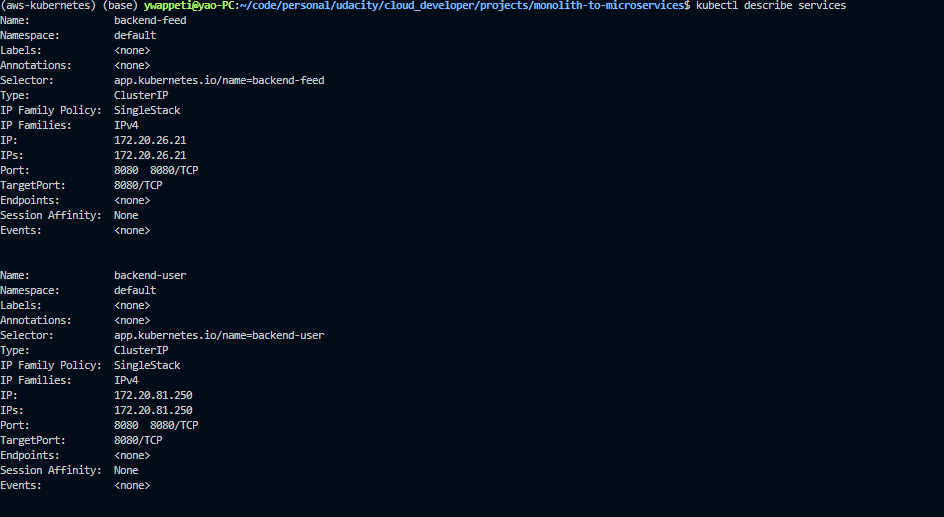 (aws-kubernetes) (base) ywappeti@yao-PC:~/code/personal/udacity/cloud_developer/projects/monolith-to-microservices$ kubectl describe services
Name: backend-feed
Namespace: default
Labels: <none>
Annotations: <none>
Selector: app.kubernetes.io/name=backend-feed
Type: ClusterIP
IP Family Policy: SingleStack
IP Families: IPv4
IP: 172.20.26.21
IPs: 172.20.26.21
Port: 8080 8080/TCP
TargetPort: 8080/TCP
Endpoints: <none>
Session Affinity: None
Events: <none>
Name: backend-user
Namespace: default
Labels: <none>
Annotations: <none>
Selector: app.kubernetes.io/name=backend-user
Type: ClusterIP
IP Family Policy: SingleStack
IP Families: IPv4
IP: 172.20.81.250
IPs: 172.20.81.250
Port: 8080 8080/TCP
TargetPort: 8080/TCP
Endpoints: <none>
Session Affinity: None
Events: <none>